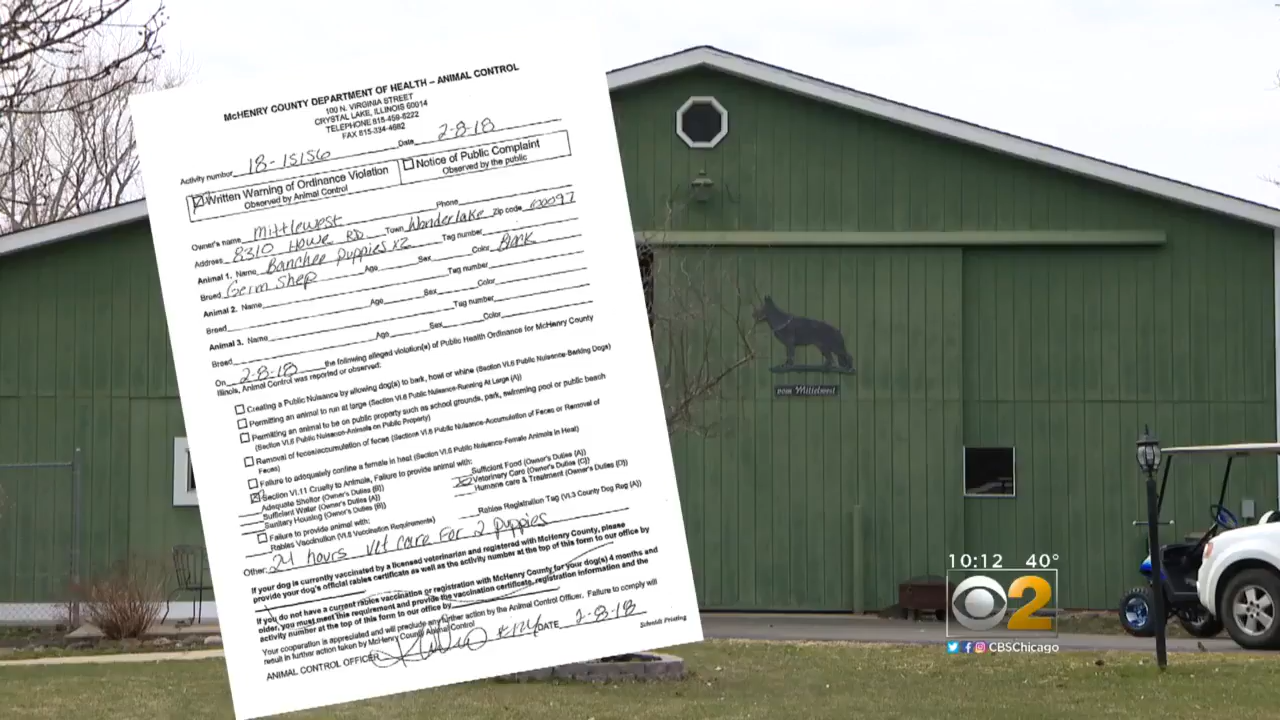 McHENRY COUNTY DEPARTMENT OF HEALTH – ANIMAL CONTROL
100 N. VIRGINIA STREET
CRYSTAL LAKE, ILLINOIS 60014
TELEPHONE 815-459-6222
FAX 815-334-4662
Activity number 18-15156 Date 2-8-18
Written Warning of Ordinance Violation
Observed by Animal Control
Notice of Public Complaint
Observed by the public
Owner's name Mittlewest Phone
Address 8310 Howe RD. Town Wonderlake Zip code 60097
Animal 1. Name Banchee Puppies x2 Tag number
Breed Germ Shep Age Sex Color Black
Animal 2. Name Tag number
Breed Age Sex Color
Animal 3. Name Tag number
Breed Age Sex Color
On 2-8-18 the following alleged violation(s) of Public Health Ordinance for McHenry County
Illinois, Animal Control was reported or observed:
Creating a Public Nuisance by allowing dog(s) to bark, howl or whine (Section VI.6 Public Nuisance-Barking Dogs)
Permitting an animal to run at large (Section VI.6 Public Nuisance-Running At Large (A))
Permitting an animal to be on public property such as school grounds, park, swimming pool or public beach
(Section VI.6 Public Nuisance-Animals on Public Property)
Removal of feces/accumulation of feces (Sections VI.6 Public Nuisance-Accumulation of Feces or Removal of
Feces)
Failure to adequately confine a female in heat (Section VI.6 Public Nuisance-Female Animals in Heat)
Section VI.11 Cruelty to Animals, Failure to provide animal with:
Adequate Shelter (Owner's Duties (B))
Sufficient Water (Owner's Duties (A))
Sanitary Housing (Owner's Duties (B))
Sufficient Food (Owner's Duties (A))
Veterinary Care (Owner's Duties (C))
Humane care & Treatment (Owner's Duties (D))
Failure to provide animal with:
Rabies Vaccination (VI.2 Vaccination Requirements)
Rabies Registration Tag (VI.3 County Dog Reg (A))
Other: 24 hours vet care For 2 puppies
If your dog is currently vaccinated by a licensed veterinarian and registered with McHenry County, please
provide your dog's official rabies certificate as well as the activity number at the top of this form to our office by
If you do not have a current rabies vaccination or registration with McHenry County for your dog(s) 4 months and
older, you must meet this requirement and provide the vaccination certificate, registration information and the
activity number at the top of this form to our office by
Your cooperation is appreciated and will preclude any further action by the Animal Control Officer. Failure to comply will
result in further action taken by McHenry County Animal Control
ANIMAL CONTROL OFFICER DATE 2-8-18
Schmidt Printing
vom Mittelwest
10:12 40°
2
@CBSChicago